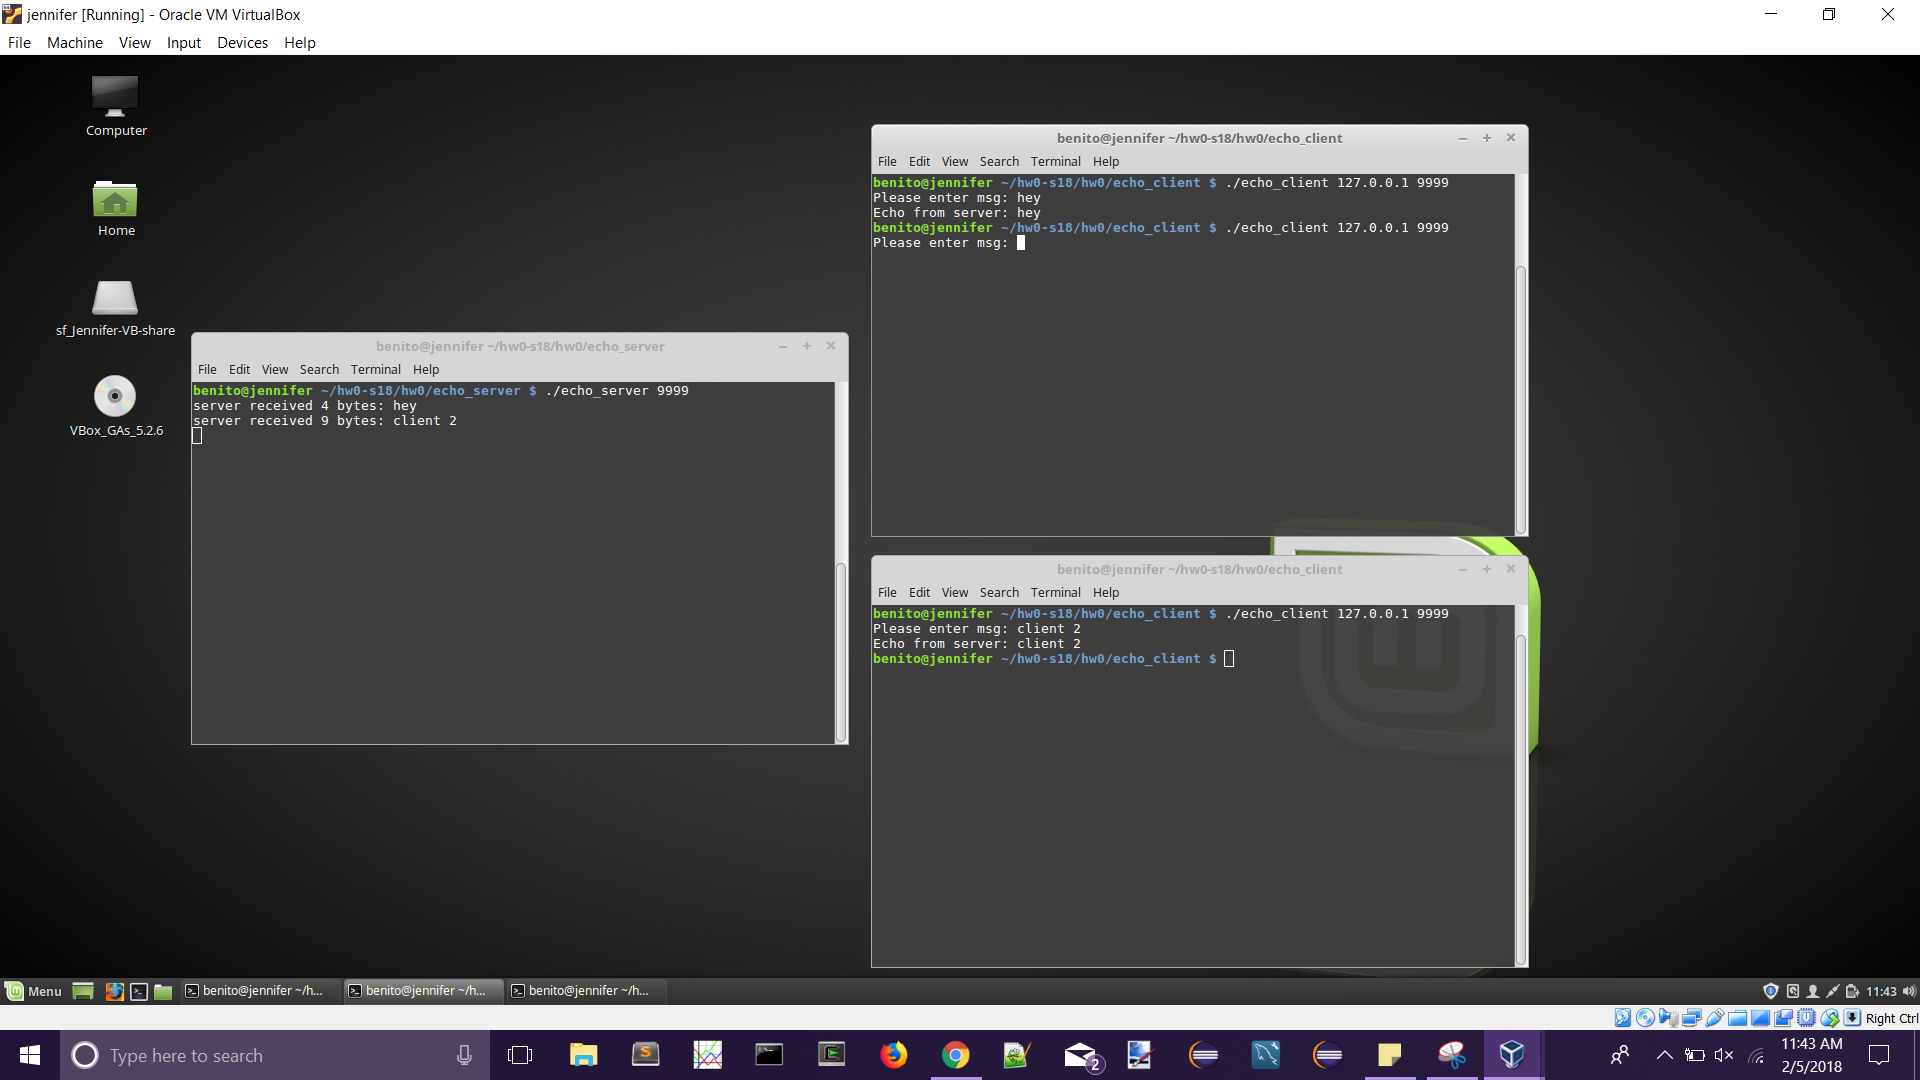 jennifer [Running] - Oracle VM VirtualBox
File Machine View Input Devices Help
Computer
Home
sf_Jennifer-VB-share
VBox_GAs_5.2.6
benito@jennifer ~/hw0-s18/hw0/echo_server
File Edit View Search Terminal Help
benito@jennifer ~/hw0-s18/hw0/echo_server $ ./echo_server 9999
server received 4 bytes: hey
server received 9 bytes: client 2
benito@jennifer ~/hw0-s18/hw0/echo_client
File Edit View Search Terminal Help
benito@jennifer ~/hw0-s18/hw0/echo_client $ ./echo_client 127.0.0.1 9999
Please enter msg: hey
Echo from server: hey
benito@jennifer ~/hw0-s18/hw0/echo_client $ ./echo_client 127.0.0.1 9999
Please enter msg:
benito@jennifer ~/hw0-s18/hw0/echo_client
File Edit View Search Terminal Help
benito@jennifer ~/hw0-s18/hw0/echo_client $ ./echo_client 127.0.0.1 9999
Please enter msg: client 2
Echo from server: client 2
benito@jennifer ~/hw0-s18/hw0/echo_client $
Menu benito@jennifer ~/h... benito@jennifer ~/h... benito@jennifer ~/h... 11:43
Right Ctrl
Type here to search 2 11:43 AM
2/5/2018